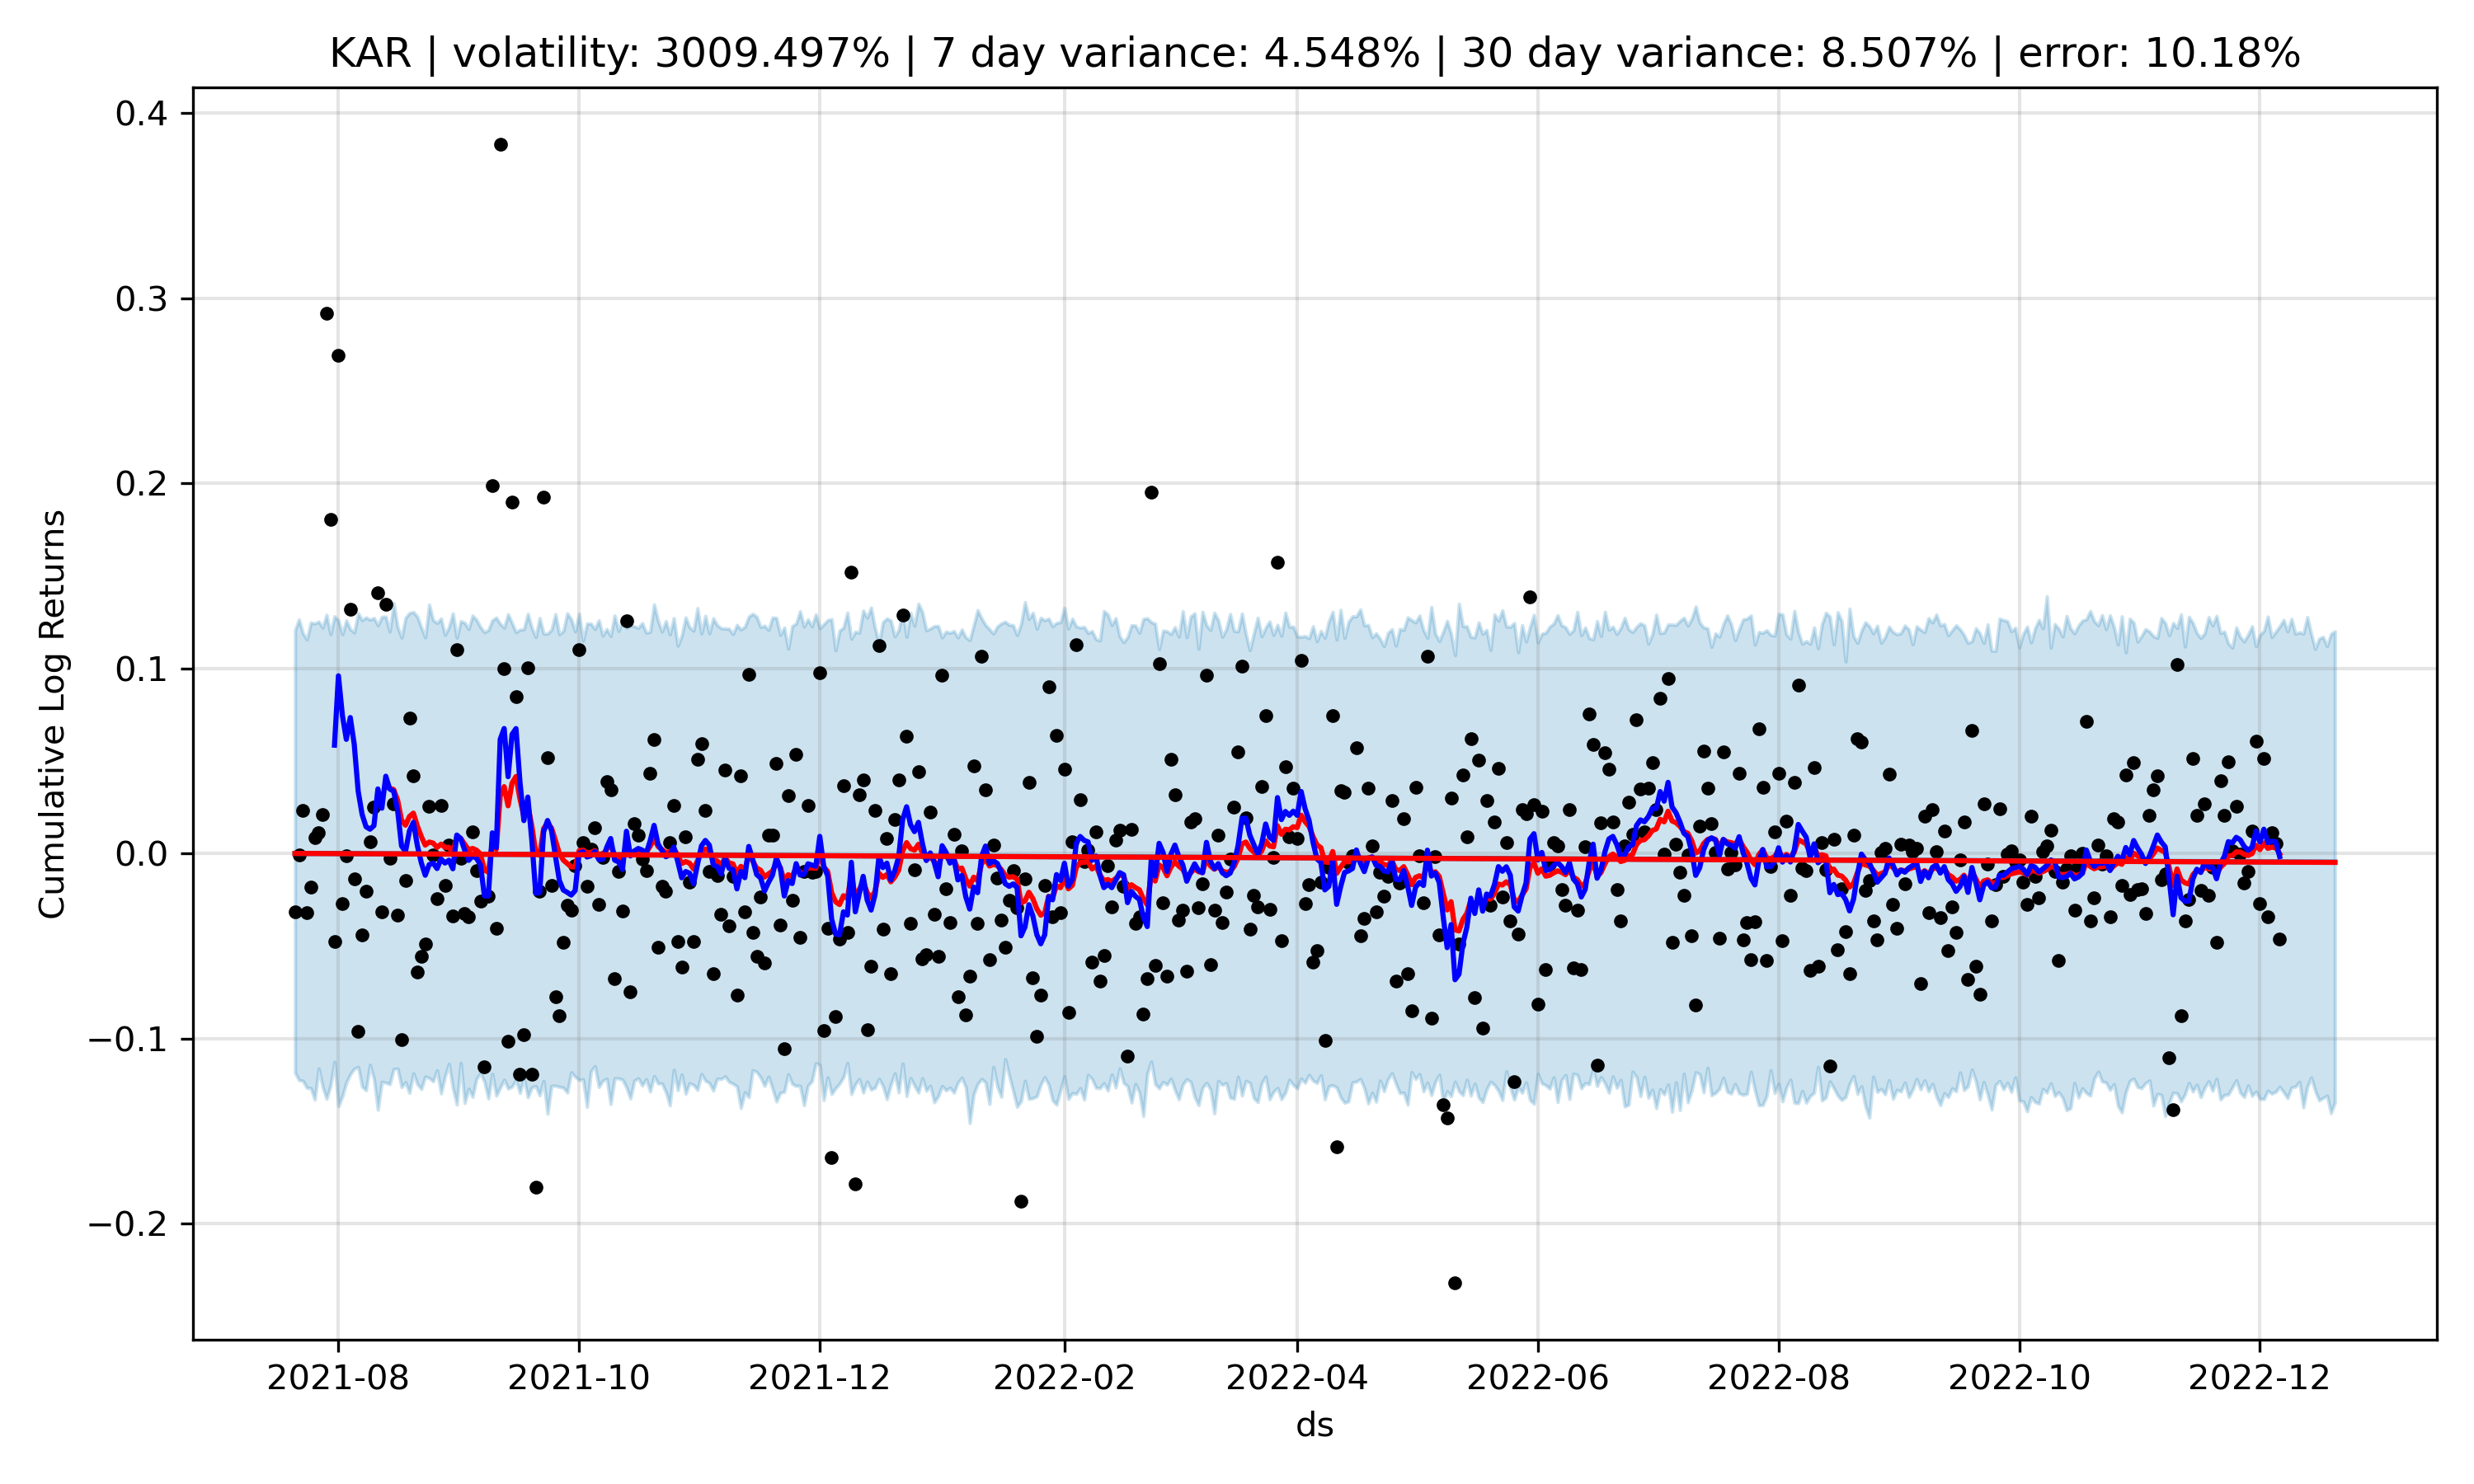 KAR | volatility: 3009.497% | 7 day variance: 4.548% | 30 day variance: 8.507% | error: 10.18%
0.4
0.3
0.2
0.1
0.0
−0.1
−0.2
Cumulative Log Returns
2021-08 2021-10 2021-12 2022-02 2022-04 2022-06 2022-08 2022-10 2022-12
ds